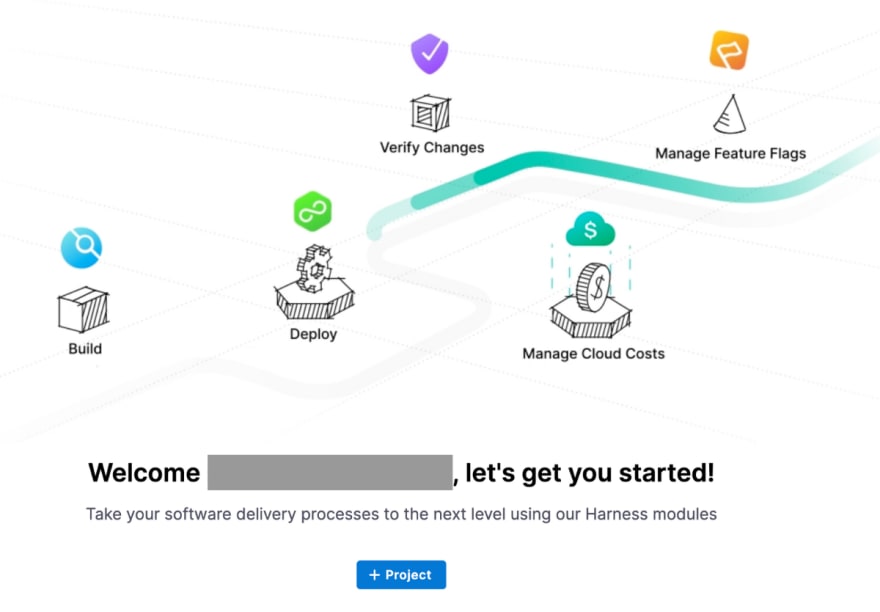 Verify Changes
Manage Feature Flags
Build
Deploy
Manage Cloud Costs
Welcome , let's get you started!
Take your software delivery processes to the next level using our Harness modules
+ Project